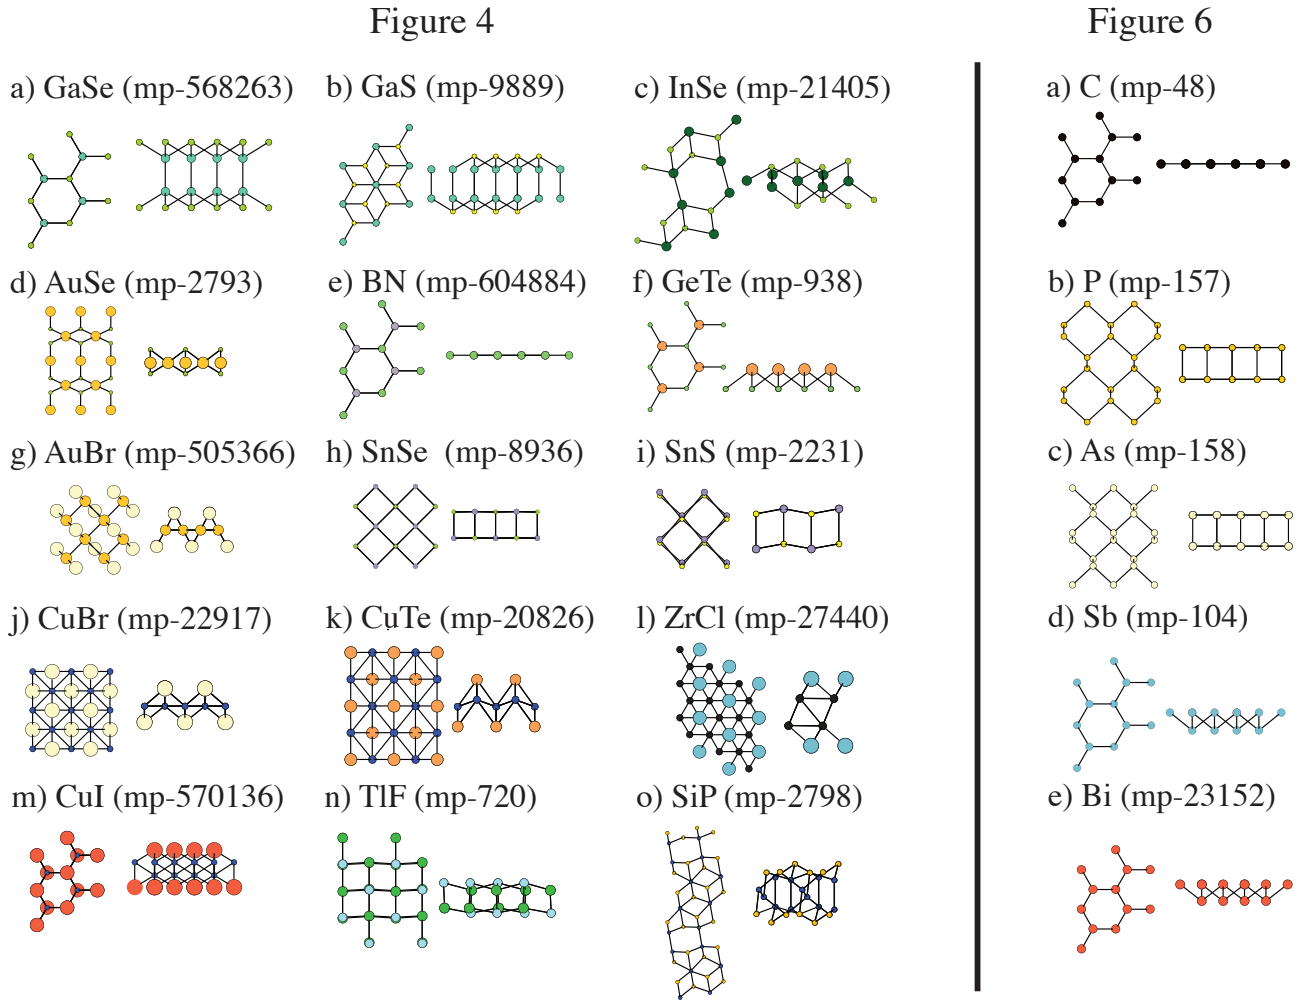 Figure 4
Figure 6
a) GaSe (mp-568263)
b) GaS (mp-9889)
c) InSe (mp-21405)
a) C (mp-48)
d) AuSe (mp-2793)
e) BN (mp-604884)
f) GeTe (mp-938)
b) P (mp-157)
g) AuBr (mp-505366)
h) SnSe (mp-8936)
i) SnS (mp-2231)
c) As (mp-158)
j) CuBr (mp-22917)
k) CuTe (mp-20826)
l) ZrCl (mp-27440)
d) Sb (mp-104)
m) CuI (mp-570136)
n) TlF (mp-720)
o) SiP (mp-2798)
e) Bi (mp-23152)